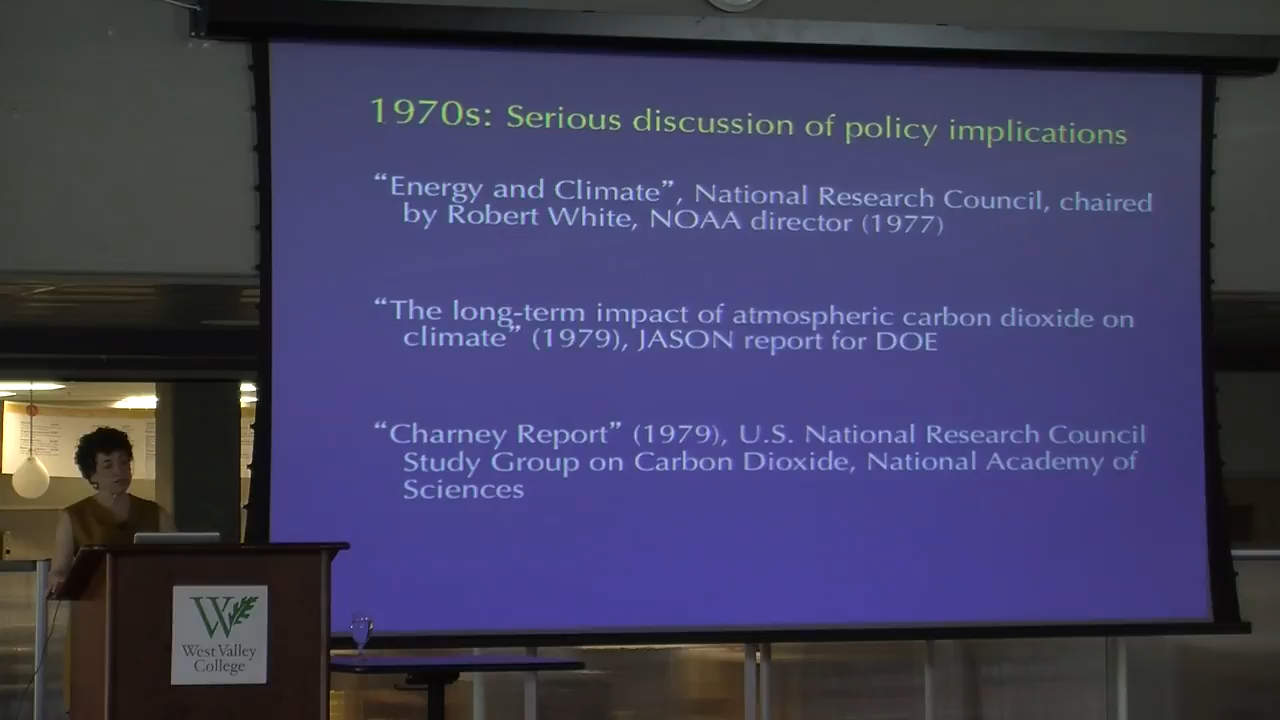 1970s: Serious discussion of policy implications
“Energy and Climate”, National Research Council, chaired
by Robert White, NOAA director (1977)
“The long-term impact of atmospheric carbon dioxide on
climate” (1979), JASON report for DOE
“Charney Report” (1979), U.S. National Research Council
Study Group on Carbon Dioxide, National Academy of
Sciences
W
West Valley
College